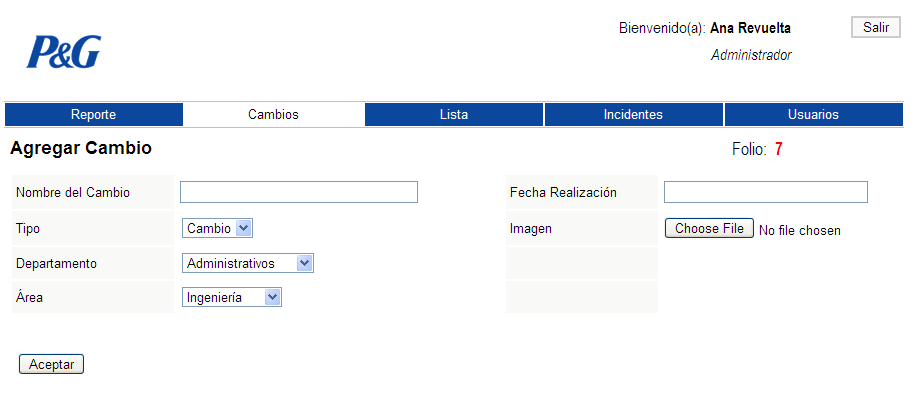 Bienvenido(a): Ana Revuelta
Salir
P&G
Administrador
Reporte
Cambios
Lista
Incidentes
Usuarios
Agregar Cambio
Folio: 7
Nombre del Cambio
Fecha Realización
Tipo
Cambio
Imagen
Choose File
No file chosen
Departamento
Administrativos
Área
Ingeniería
Aceptar